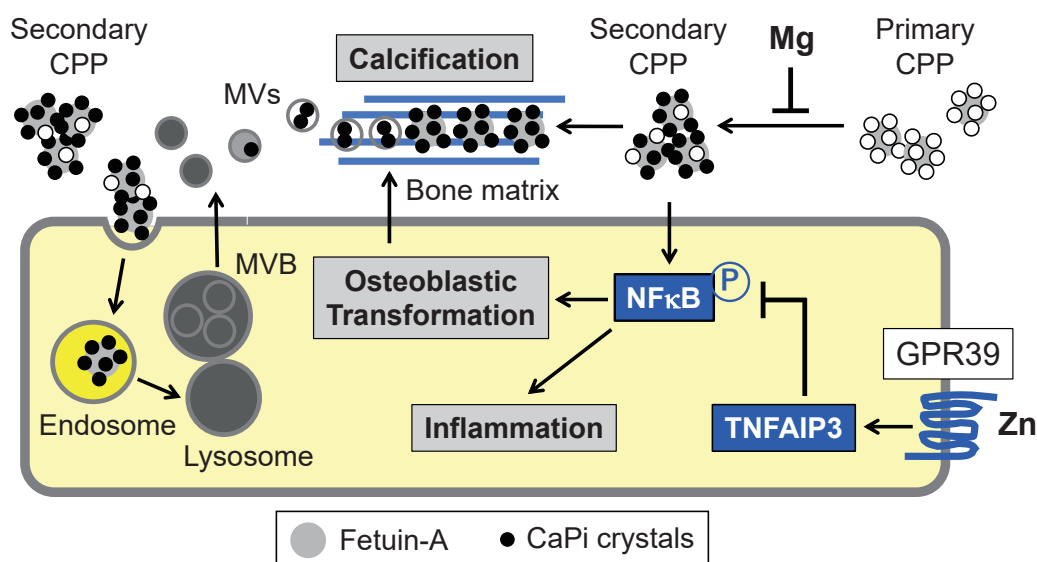 Secondary
CPP
MVs
Calcification
Bone matrix
Secondary
CPP
Mg
Primary
CPP
MVB
Osteoblastic
Transformation
NFκB
P
GPR39
Zn
Endosome
Lysosome
Inflammation
TNFAIP3
Fetuin-A
CaPi crystals